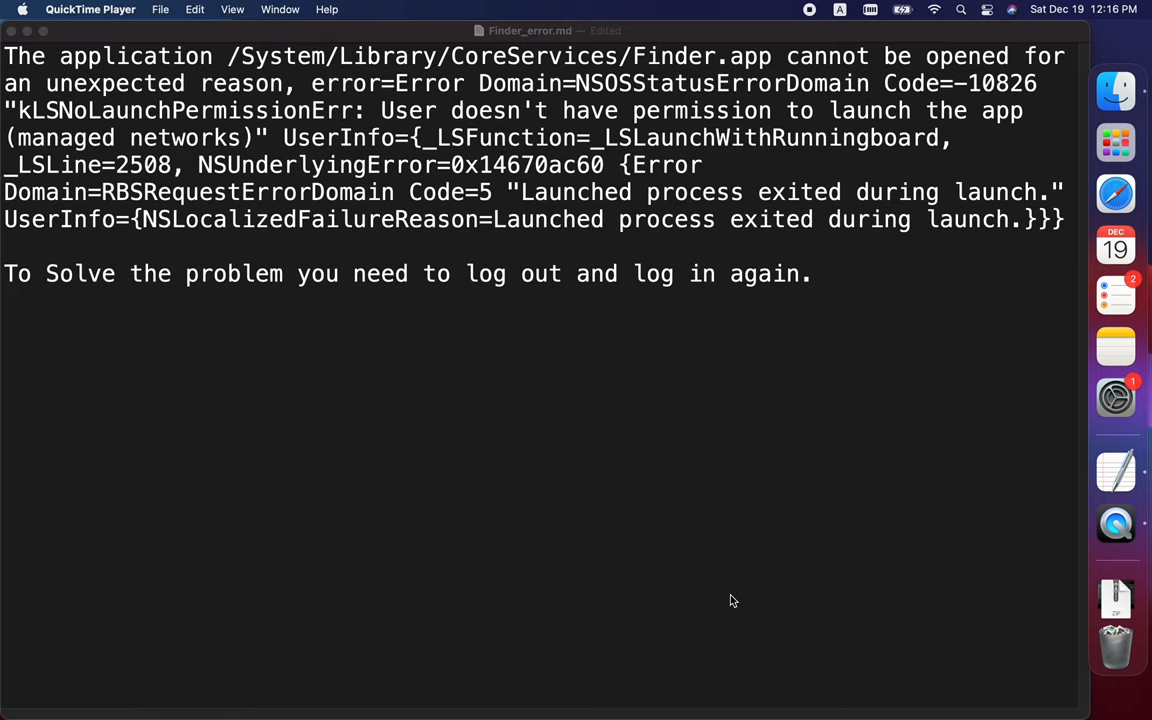 QuickTime Player File Edit View Window Help A Sat Dec 19 12:16 PM
Finder_error.md — Edited
The application /System/Library/CoreServices/Finder.app cannot be opened for
an unexpected reason, error=Error Domain=NSOSStatusErrorDomain Code=-10826
"kLSNoLaunchPermissionErr: User doesn't have permission to launch the app
(managed networks)" UserInfo={_LSFunction=_LSLaunchWithRunningboard,
_LSLine=2508, NSUnderlyingError=0x14670ac60 {Error
Domain=RBSRequestErrorDomain Code=5 "Launched process exited during launch."
UserInfo={NSLocalizedFailureReason=Launched process exited during launch.}}}
To Solve the problem you need to log out and log in again.
DEC
19
2
1
ZIP